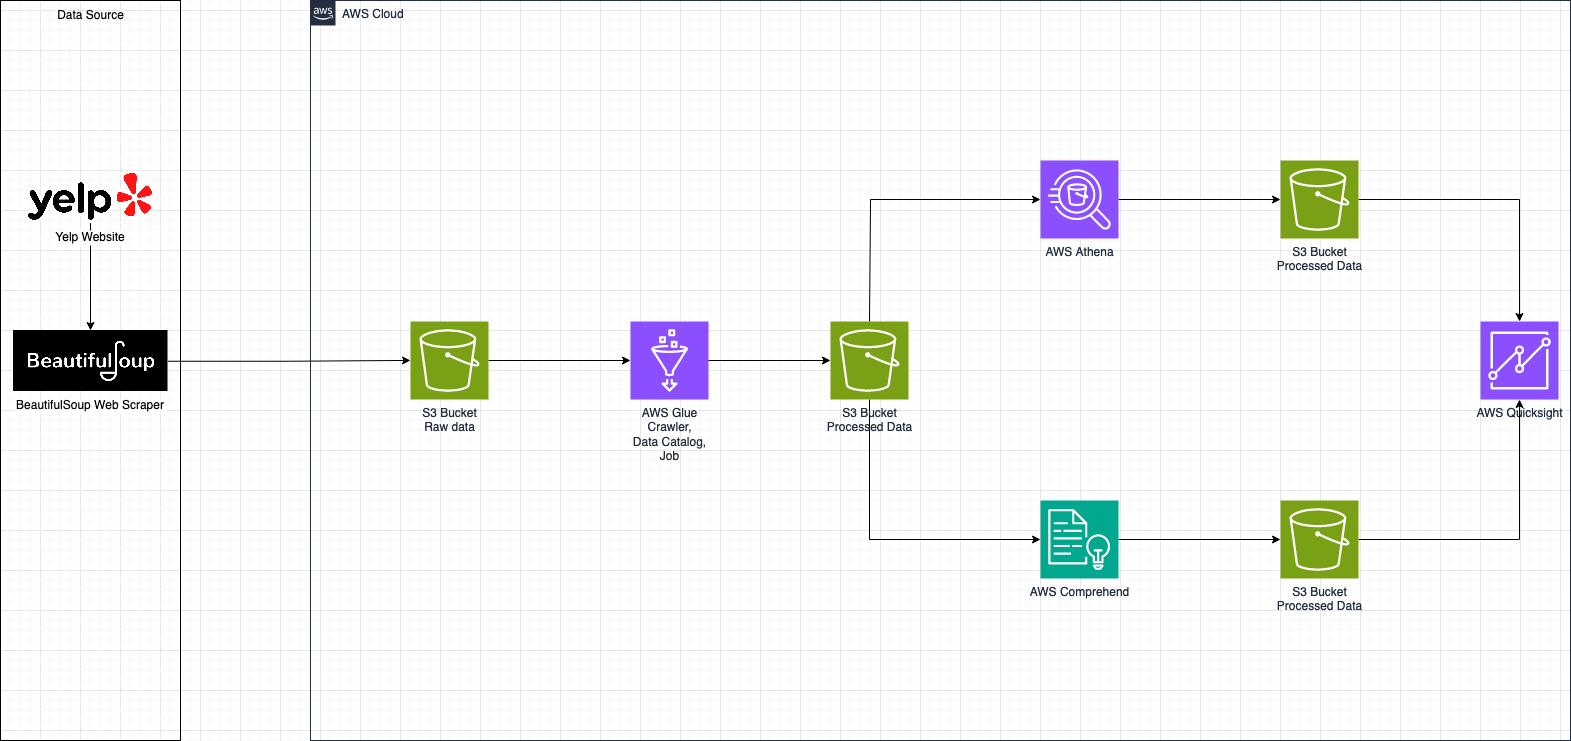 Data Source
aws
AWS Cloud
yelp
Yelp Website
BeautifulSoup
BeautifulSoup Web Scraper
S3 Bucket
Raw data
AWS Glue
Crawler,
Data Catalog,
Job
S3 Bucket
Processed Data
AWS Athena
S3 Bucket
Processed Data
AWS Comprehend
S3 Bucket
Processed Data
AWS Quicksight